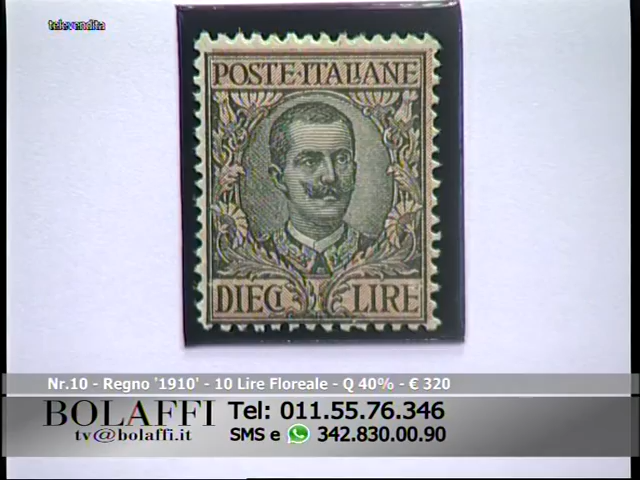 televendita
POSTE·ITALIANE
DIECI LIRE
Nr.10 - Regno '1910' - 10 Lire Floreale - Q 40% - € 320
BOLAFFI
tv@bolaffi.it
Tel: 011.55.76.346
SMS e 342.830.00.90